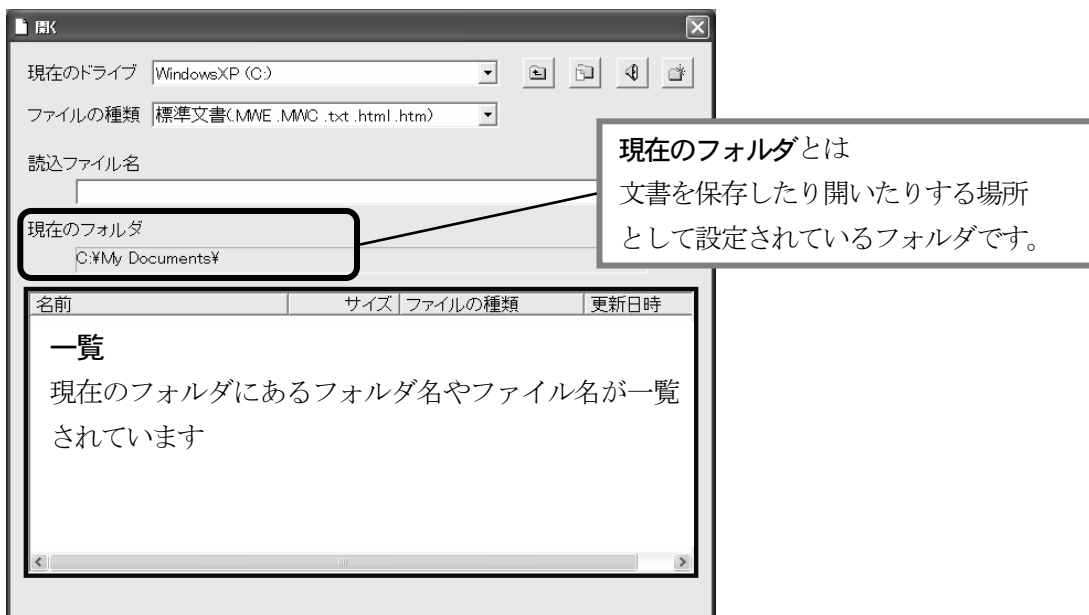 開く
現在のドライブ WindowsXP (C:)
ファイルの種類 標準文書(.MWE .MWC .txt .html .htm)
読込ファイル名
現在のフォルダ
C:¥My Documents¥
現在のフォルダとは
文書を保存したり開いたりする場所
として設定されているフォルダです。
名前 サイズ ファイルの種類 更新日時
一覧
現在のフォルダにあるフォルダ名やファイル名が一覧
されています